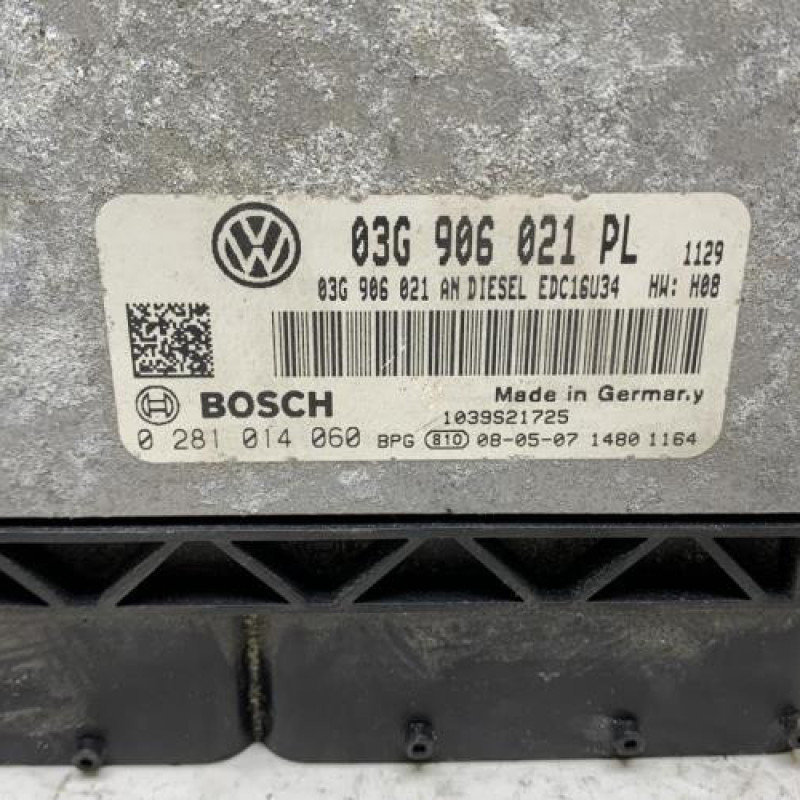 03G 906 021 PL 1129
03G 906 021 AN DIESEL EDC16U34 HW: H08
BOSCH
Made in Germany
1039S21725
0 281 014 060 BPG 810 08-05-07 1480 1164